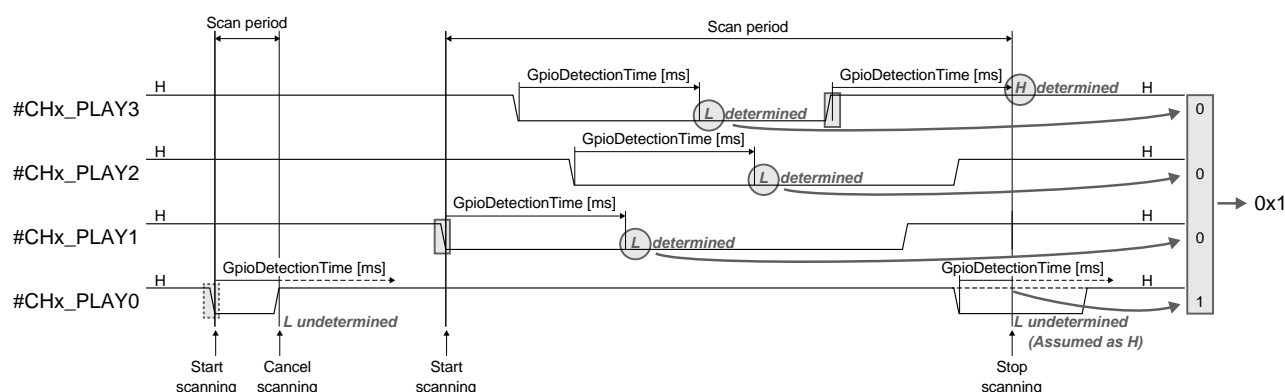 Scan period
Scan period
GpioDetectionTime [ms]
GpioDetectionTime [ms]
#CHx_PLAY3
H
L determined
H determined
H
0
GpioDetectionTime [ms]
#CHx_PLAY2
H
L determined
H
0
GpioDetectionTime [ms]
#CHx_PLAY1
H
L determined
H
0
0x1
GpioDetectionTime [ms]
GpioDetectionTime [ms]
#CHx_PLAY0
H
H
1
L undetermined
L undetermined
(Assumed as H)
Start
scanning
Cancel
scanning
Start
scanning
Stop
scanning